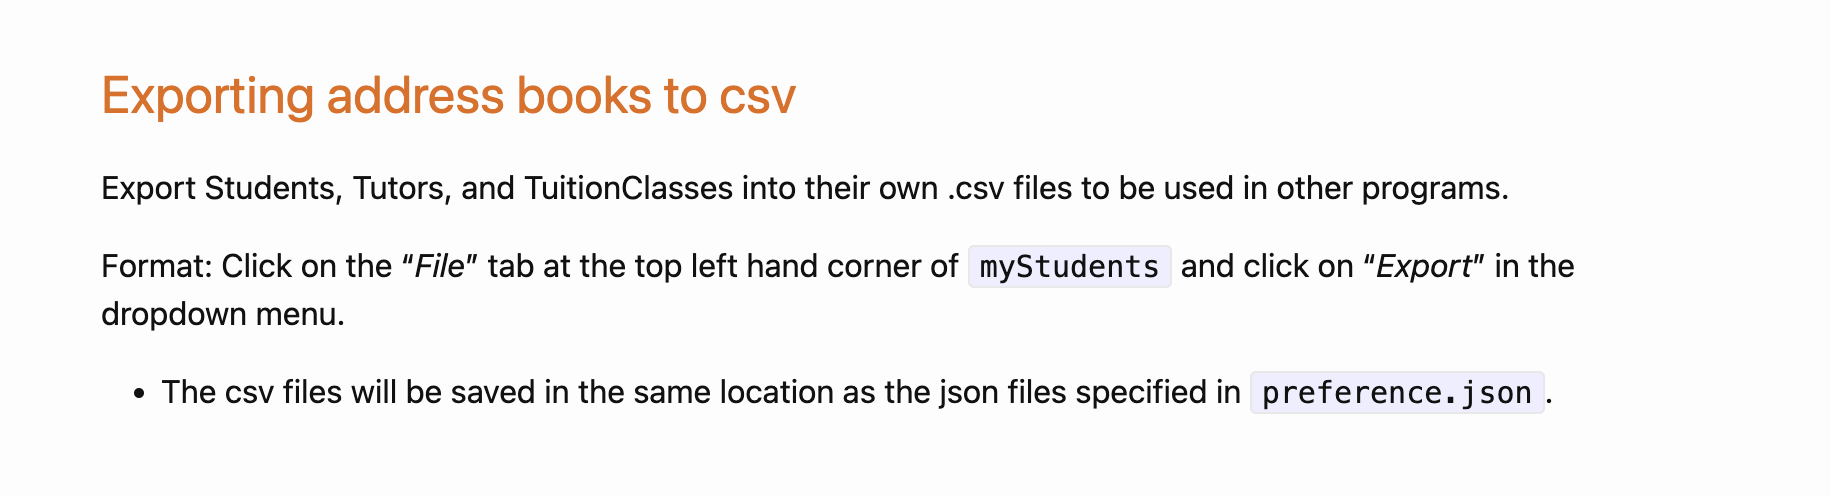 Exporting address books to csv
Export Students, Tutors, and TuitionClasses into their own .csv files to be used in other programs.
Format: Click on the “File” tab at the top left hand corner of myStudents and click on “Export” in the
dropdown menu.
• The csv files will be saved in the same location as the json files specified in preference.json.